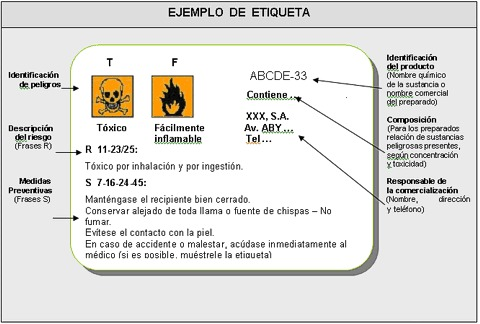 EJEMPLO DE ETIQUETA
Identificación
de peligros
Descripción
del riesgo
(Frases R)
Medidas
Preventivas
(Frases S)
T F
Tóxico Fácilmente
inflamable
R 11-23/25:
Tóxico por inhalación y por ingestión.
S 7-16-24-45:
Manténgase el recipiente bien cerrado.
Conservar alejado de toda llama o fuente de chispas – No
fumar.
Evítese el contacto con la piel.
En caso de accidente o malestar, acúdase inmediatamente al
médico (si es posible, muéstrele la etiqueta)
ABCDE-33
Contiene…
XXX, S.A.
Av. ABY…
Tel…
Identificación
del producto
(Nombre químico
de la sustancia o
nombre comercial
del preparado)
Composición
(Para los preparados
relación de sustancias
peligrosas presentes,
según concentración
y toxicidad)
Responsable de
la comercialización
(Nombre, dirección
y teléfono)